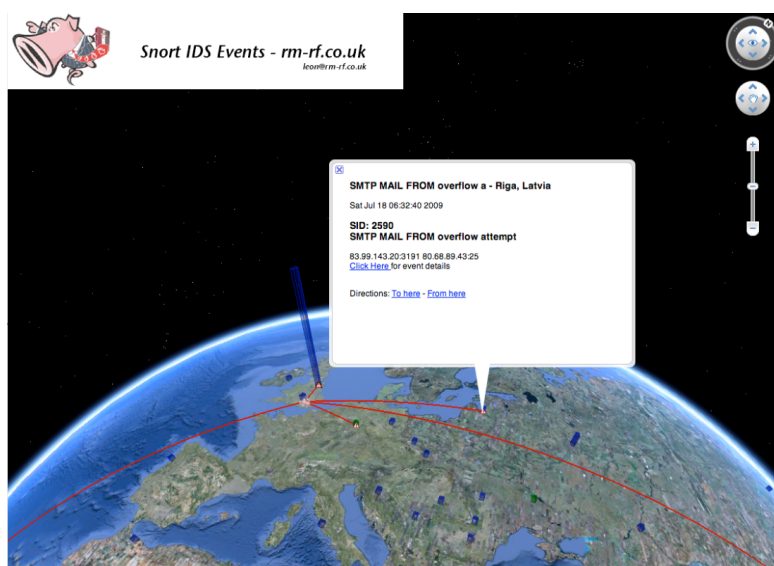 Snort IDS Events - rm-rf.co.uk
leon@rm-rf.co.uk
SMTP MAIL FROM overflow a - Riga, Latvia
Sat Jul 18 06:32:40 2009
SID: 2590
SMTP MAIL FROM overflow attempt
83.99.143.20:3191 80.68.89.43:25
Click Here for event details
Directions: To here - From here